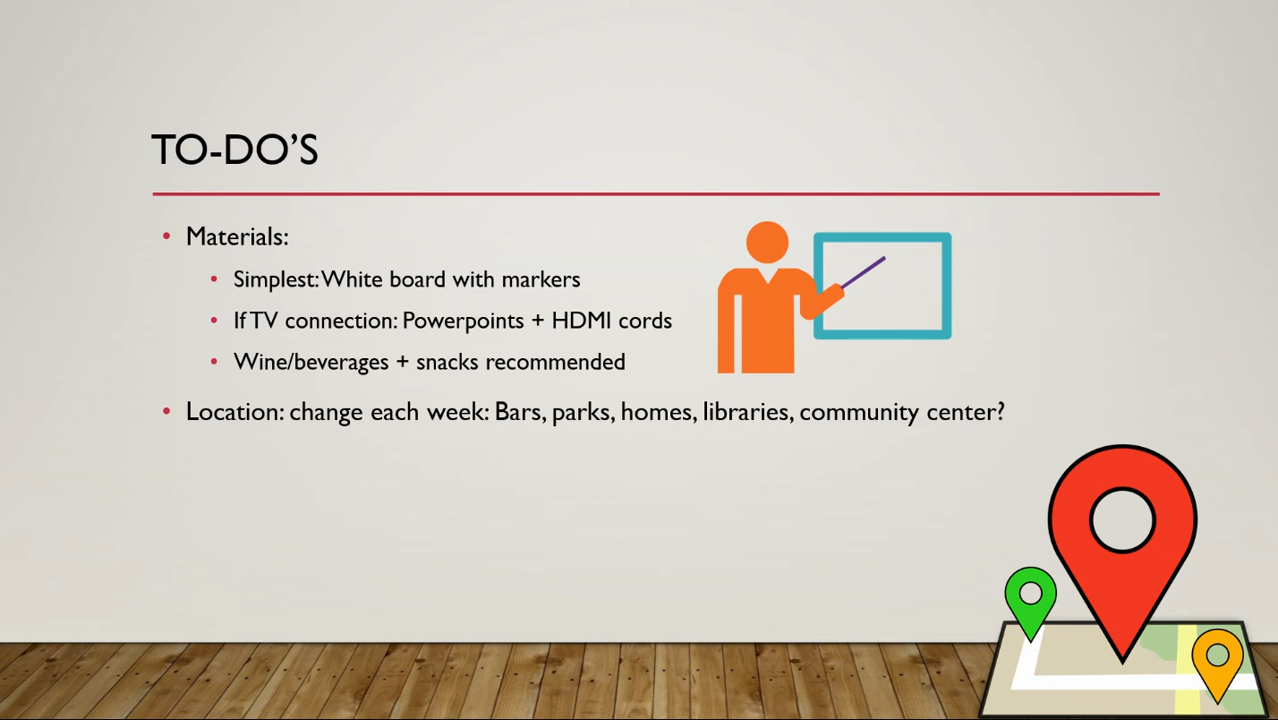 TO-DO’S
• Materials:
• Simplest: White board with markers
• If TV connection: Powerpoints + HDMI cords
• Wine/beverages + snacks recommended
• Location: change each week: Bars, parks, homes, libraries, community center?